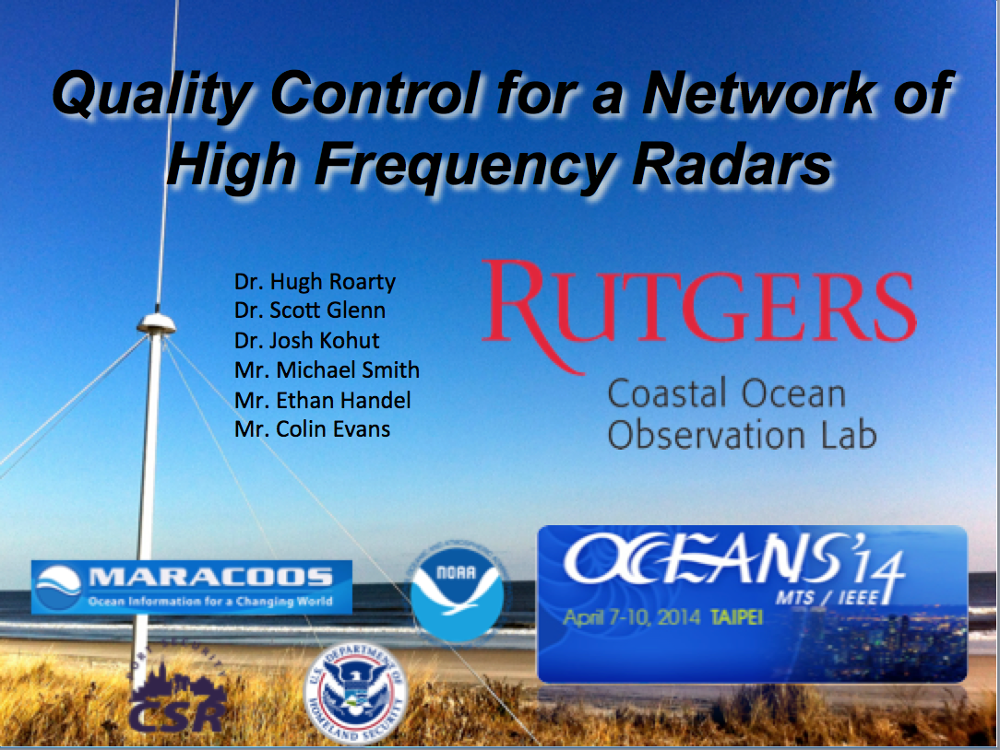 Quality Control for a Network of
High Frequency Radars
Dr. Hugh Roarty
Dr. Scott Glenn
Dr. Josh Kohut
Mr. Michael Smith
Mr. Ethan Handel
Mr. Colin Evans
RUTGERS
Coastal Ocean
Observation Lab
MARACOOS
Ocean Information for a Changing World
NOAA
OCEANS'14
MTS / IEEE
April 7-10, 2014 TAIPEI
PORT SECURITY
CSR
U.S. DEPARTMENT OF
HOMELAND SECURITY